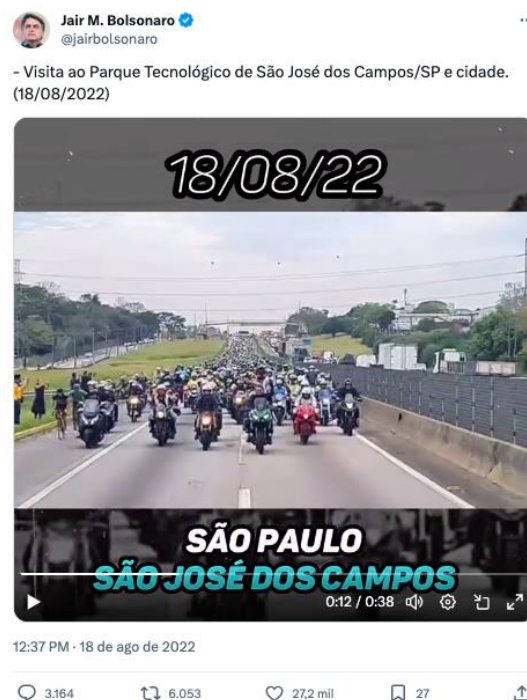 Jair M. Bolsonaro
@jairbolsonaro
- Visita ao Parque Tecnológico de São José dos Campos/SP e cidade.
(18/08/2022)
18/08/22
SÃO PAULO
SÃO JOSÉ DOS CAMPOS
0:12 / 0:38
12:37 PM · 18 de ago de 2022
3.164
6.053
27,2 mil
27